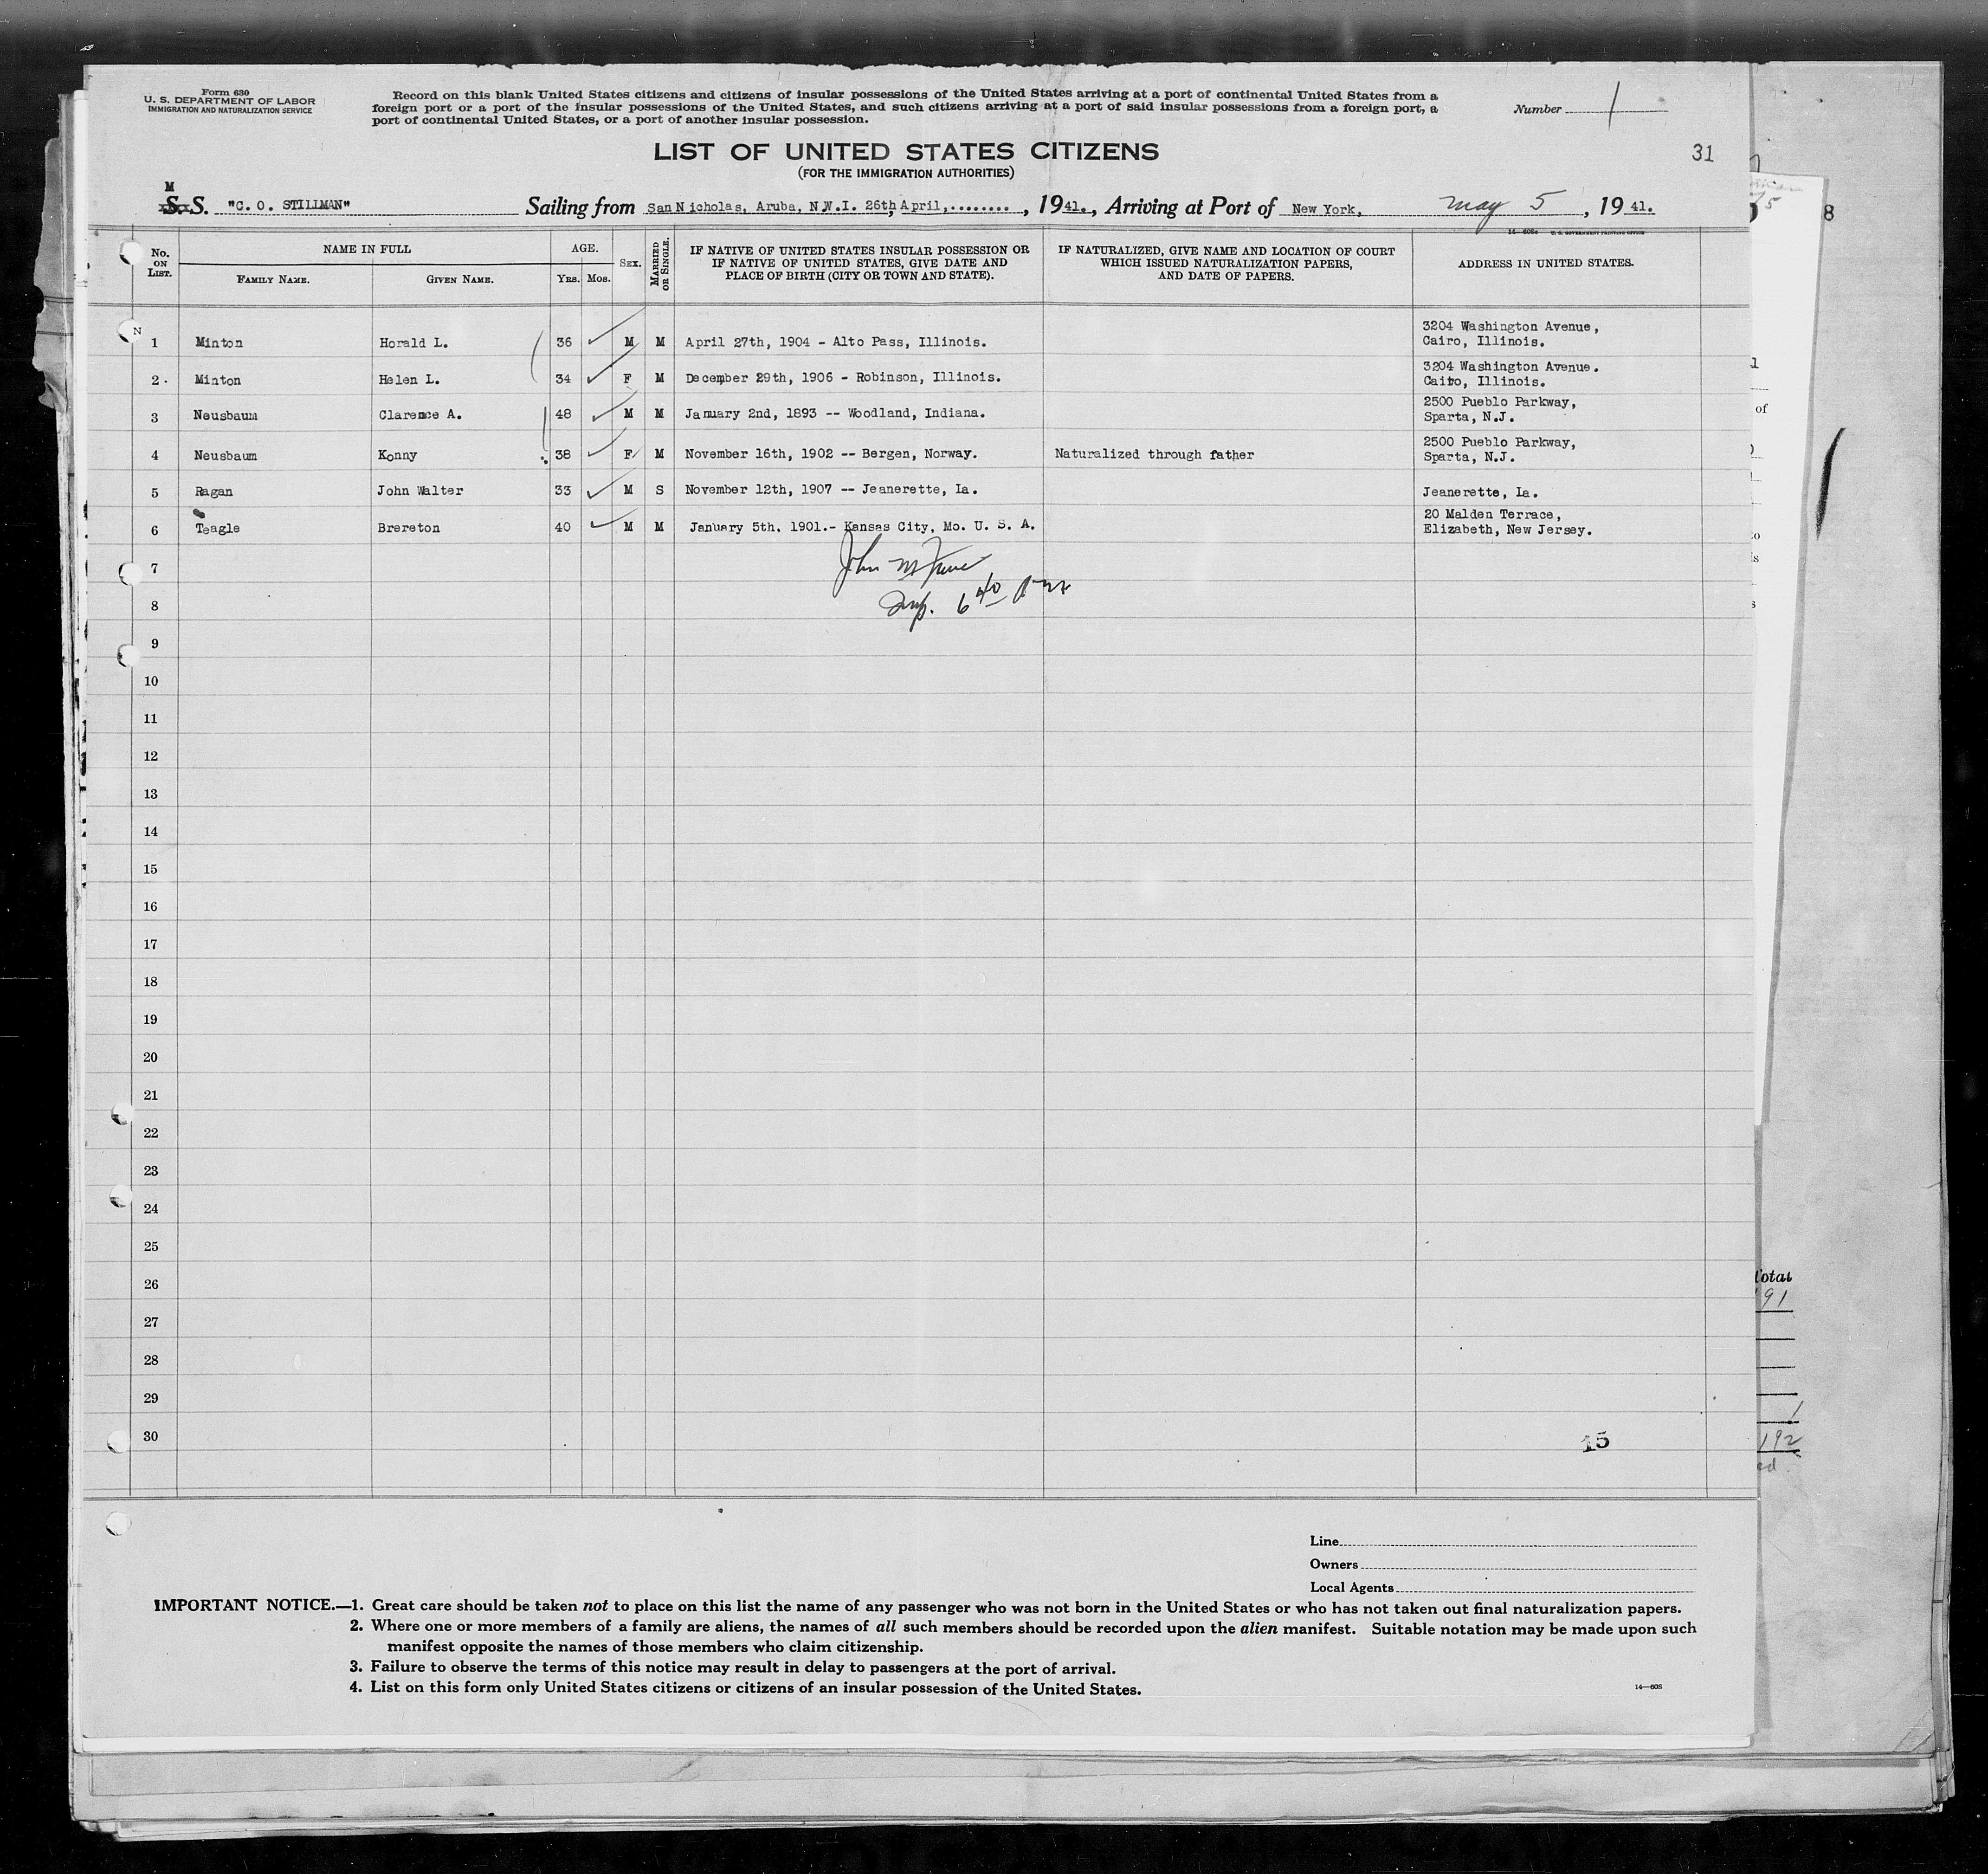 Form 630
U. S. DEPARTMENT OF LABOR
IMMIGRATION AND NATURALIZATION SERVICE
Record on this blank United States citizens and citizens of insular possessions of the United States arriving at a port of continental United States from a
foreign port or a port of the insular possessions of the United States, and such citizens arriving at a port of said insular possessions from a foreign port, a
port of continental United States, or a port of another insular possession.
Number 1
LIST OF UNITED STATES CITIZENS
(FOR THE IMMIGRATION AUTHORITIES)
31
M
S. S. "C. O. STILLMAN" Sailing from San Nicholas, Aruba, N.W.I. 26th, April, ........, 1941., Arriving at Port of New York, May 5, 1941.
No. ON LIST. NAME IN FULL AGE. SEX. MARRIED OR SINGLE. IF NATIVE OF UNITED STATES INSULAR POSSESSION OR IF NATIVE OF UNITED STATES, GIVE DATE AND PLACE OF BIRTH (CITY OR TOWN AND STATE). IF NATURALIZED, GIVE NAME AND LOCATION OF COURT WHICH ISSUED NATURALIZATION PAPERS, AND DATE OF PAPERS. ADDRESS IN UNITED STATES.
FAMILY NAME. GIVEN NAME. YRS. MOS.
N
1 Minton Horald L. 36 M M April 27th, 1904 - Alto Pass, Illinois. 3204 Washington Avenue, Cairo, Illinois.
2 Minton Helen L. 34 F M December 29th, 1906 - Robinson, Illinois. 3204 Washington Avenue. Cairo, Illinois.
3 Neusbaum Clarence A. 48 M M January 2nd, 1893 -- Woodland, Indiana. 2500 Pueblo Parkway, Sparta, N.J.
4 Neusbaum Konny 38 F M November 16th, 1902 -- Bergen, Norway. Naturalized through father 2500 Pueblo Parkway, Sparta, N.J.
5 Ragan John Walter 33 M S November 12th, 1907 -- Jeanerette, La. Jeanerette, La.
6 Teagle Brereton 40 M M January 5th, 1901.- Kansas City, Mo. U. S. A. 20 Malden Terrace, Elizabeth, New Jersey.
7 John M
8 Insp. 6 40
9
10
11
12
13
14
15
16
17
18
19
20
21
22
23
24
25
26
27
28
29
30
15
Line
Owners
Local Agents
IMPORTANT NOTICE.—1. Great care should be taken not to place on this list the name of any passenger who was not born in the United States or who has not taken out final naturalization papers.
2. Where one or more members of a family are aliens, the names of all such members should be recorded upon the alien manifest. Suitable notation may be made upon such
manifest opposite the names of those members who claim citizenship.
3. Failure to observe the terms of this notice may result in delay to passengers at the port of arrival.
4. List on this form only United States citizens or citizens of an insular possession of the United States.
14—608
8
of
Total
91
1
192